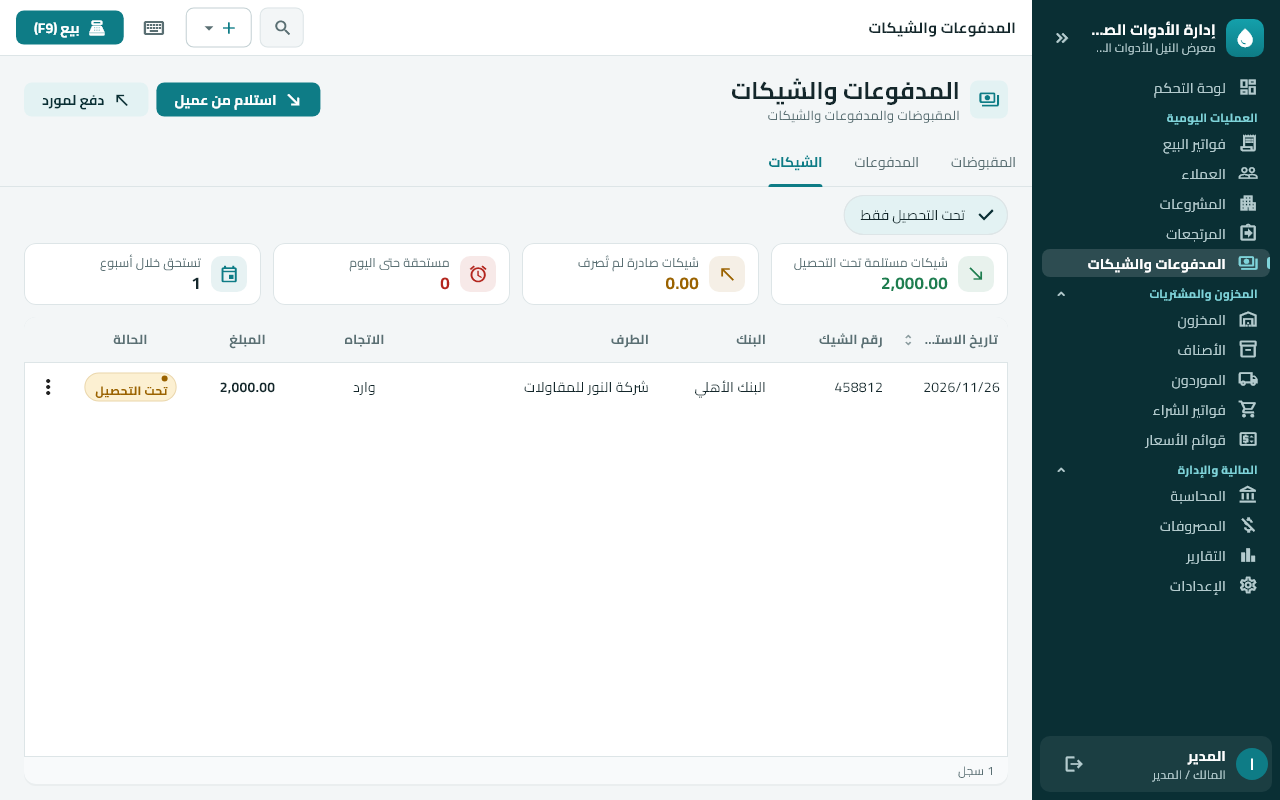 إدارة الأدوات الصـ...
معرض النيل للأدوات الـ...
لوحة التحكم
العمليات اليومية
فواتير البيع
العملاء
المشروعات
المرتجعات
المدفوعات والشيكات
المخزون والمشتريات
المخزون
الأصناف
الموردون
فواتير الشراء
قوائم الأسعار
المالية والإدارة
المحاسبة
المصروفات
التقارير
الإعدادات
ا
المدير
المالك / المدير
المدفوعات والشيكات
بيع (F9)
المدفوعات والشيكات
المقبوضات والمدفوعات والشيكات
استلام من عميل
دفع لمورد
المقبوضات
المدفوعات
الشيكات
تحت التحصيل فقط
شيكات مستلمة تحت التحصيل
2,000.00
شيكات صادرة لم تُصرف
0.00
مستحقة حتى اليوم
0
تستحق خلال أسبوع
1
تاريخ الاستـ... رقم الشيك البنك الطرف الاتجاه المبلغ الحالة
2026/11/26 458812 البنك الأهلي شركة النور للمقاولات وارد 2,000.00 تحت التحصيل
1 سجل